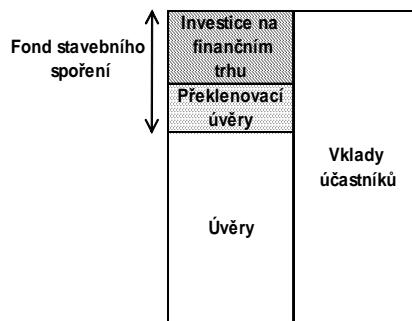 Fond stavebního
spoření
Investice na
finančním
trhu
Překlenovací
úvěry
Úvěry
Vklady
účastníků